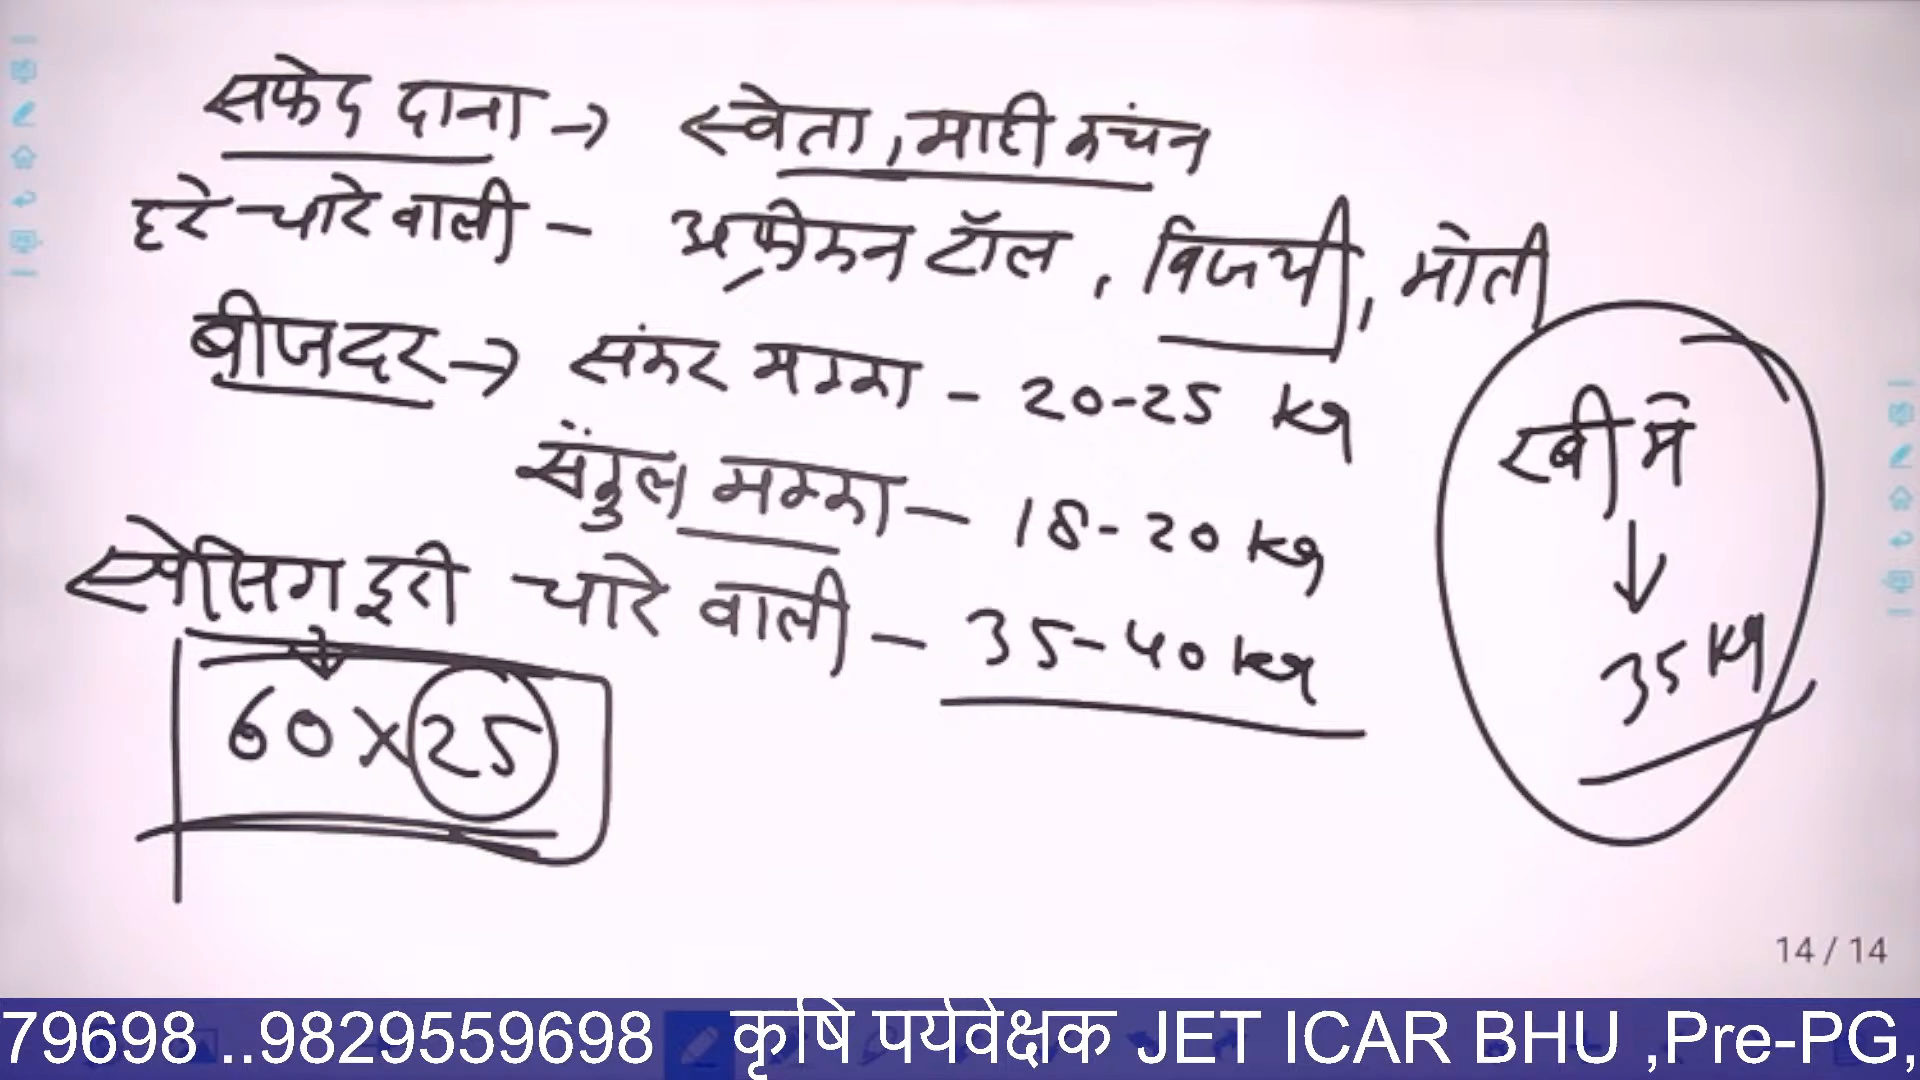 सफेद दाना → स्वेता, माही कंचन
हरे चारे वाली - अफ्रीकन टॉल, विजयी, मोती
बीजदर → संकर मक्का - 20-25 kg
संकुल मक्का - 18-20 kg
स्पेसिंग हरी चारे वाली - 35-40 kg
60×25
रबी मे
↓
35 kg
14 / 14
79698 ..9829559698 कृषि पर्यवेक्षक JET ICAR BHU ,Pre-PG,